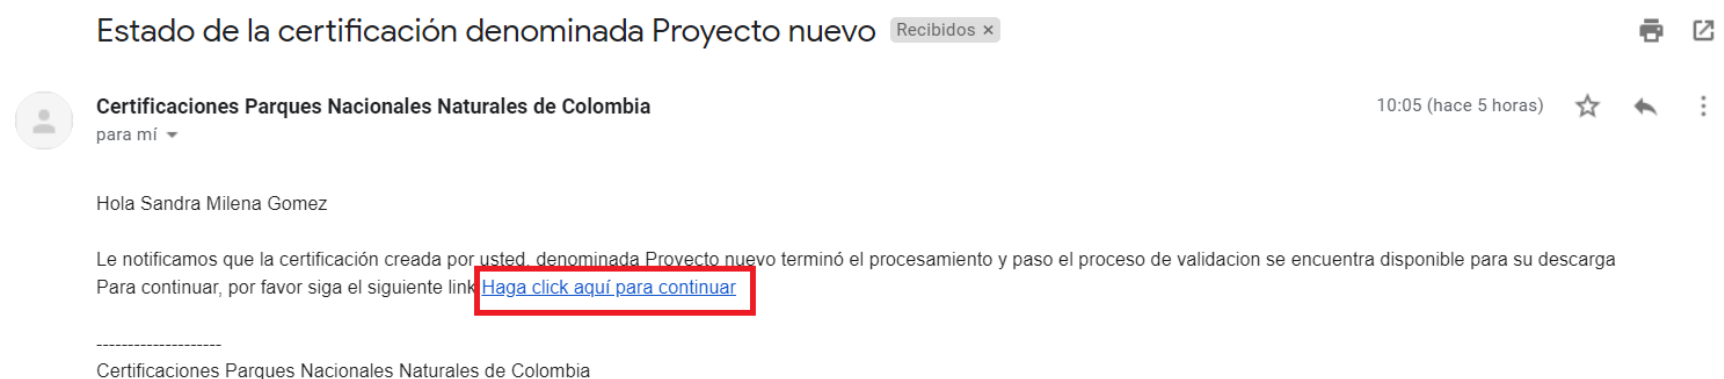 Estado de la certificación denominada Proyecto nuevo Recibidos ×
Certificaciones Parques Nacionales Naturales de Colombia 10:05 (hace 5 horas)
para mí
Hola Sandra Milena Gomez
Le notificamos que la certificación creada por usted, denominada Proyecto nuevo terminó el procesamiento y paso el proceso de validacion se encuentra disponible para su descarga
Para continuar, por favor siga el siguiente link Haga click aquí para continuar
--------------------
Certificaciones Parques Nacionales Naturales de Colombia